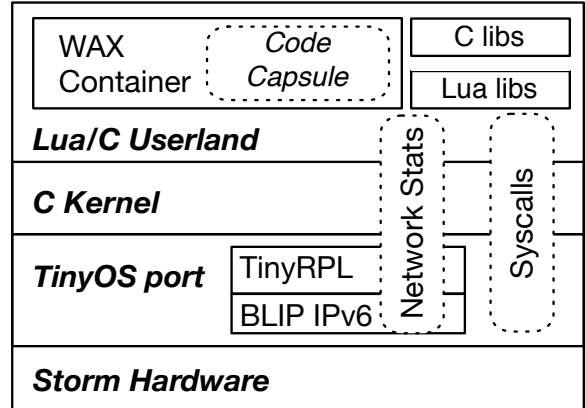 WAX
Container
Code
Capsule
C libs
Lua libs
Lua/C Userland
C Kernel
Network Stats
Syscalls
TinyOS port
TinyRPL
BLIP IPv6
Storm Hardware